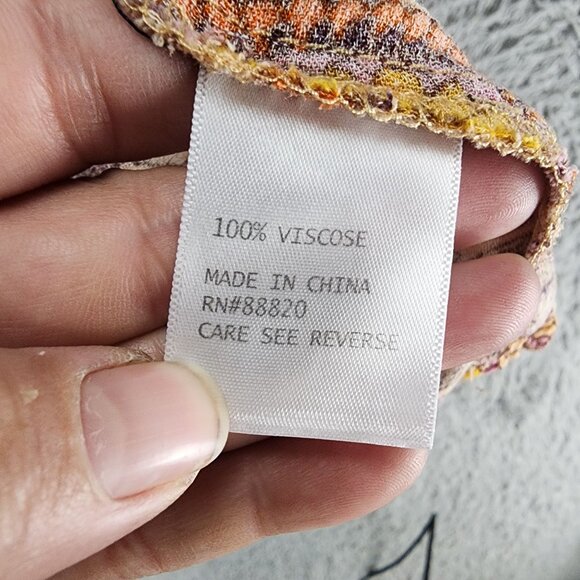 100% VISCOSE
MADE IN CHINA
RN#88820
CARE SEE REVERSE